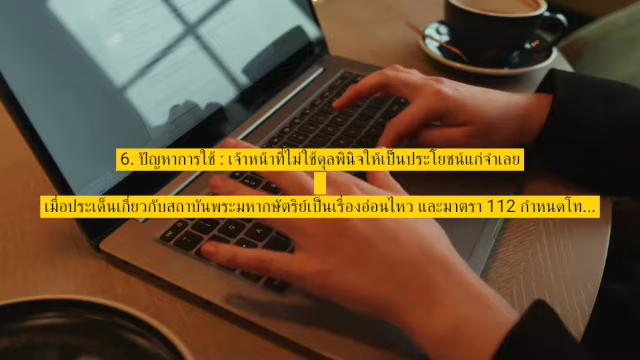 6. ปัญหาการใช้ : เจ้าหน้าที่ไม่ใช้ดุลพินิจให้เป็นประโยชน์แก่จำเลย
เมื่อประเด็นเกี่ยวกับสถาบันพระมหากษัตริย์เป็นเรื่องอ่อนไหว และมาตรา 112 กำหนดโท...